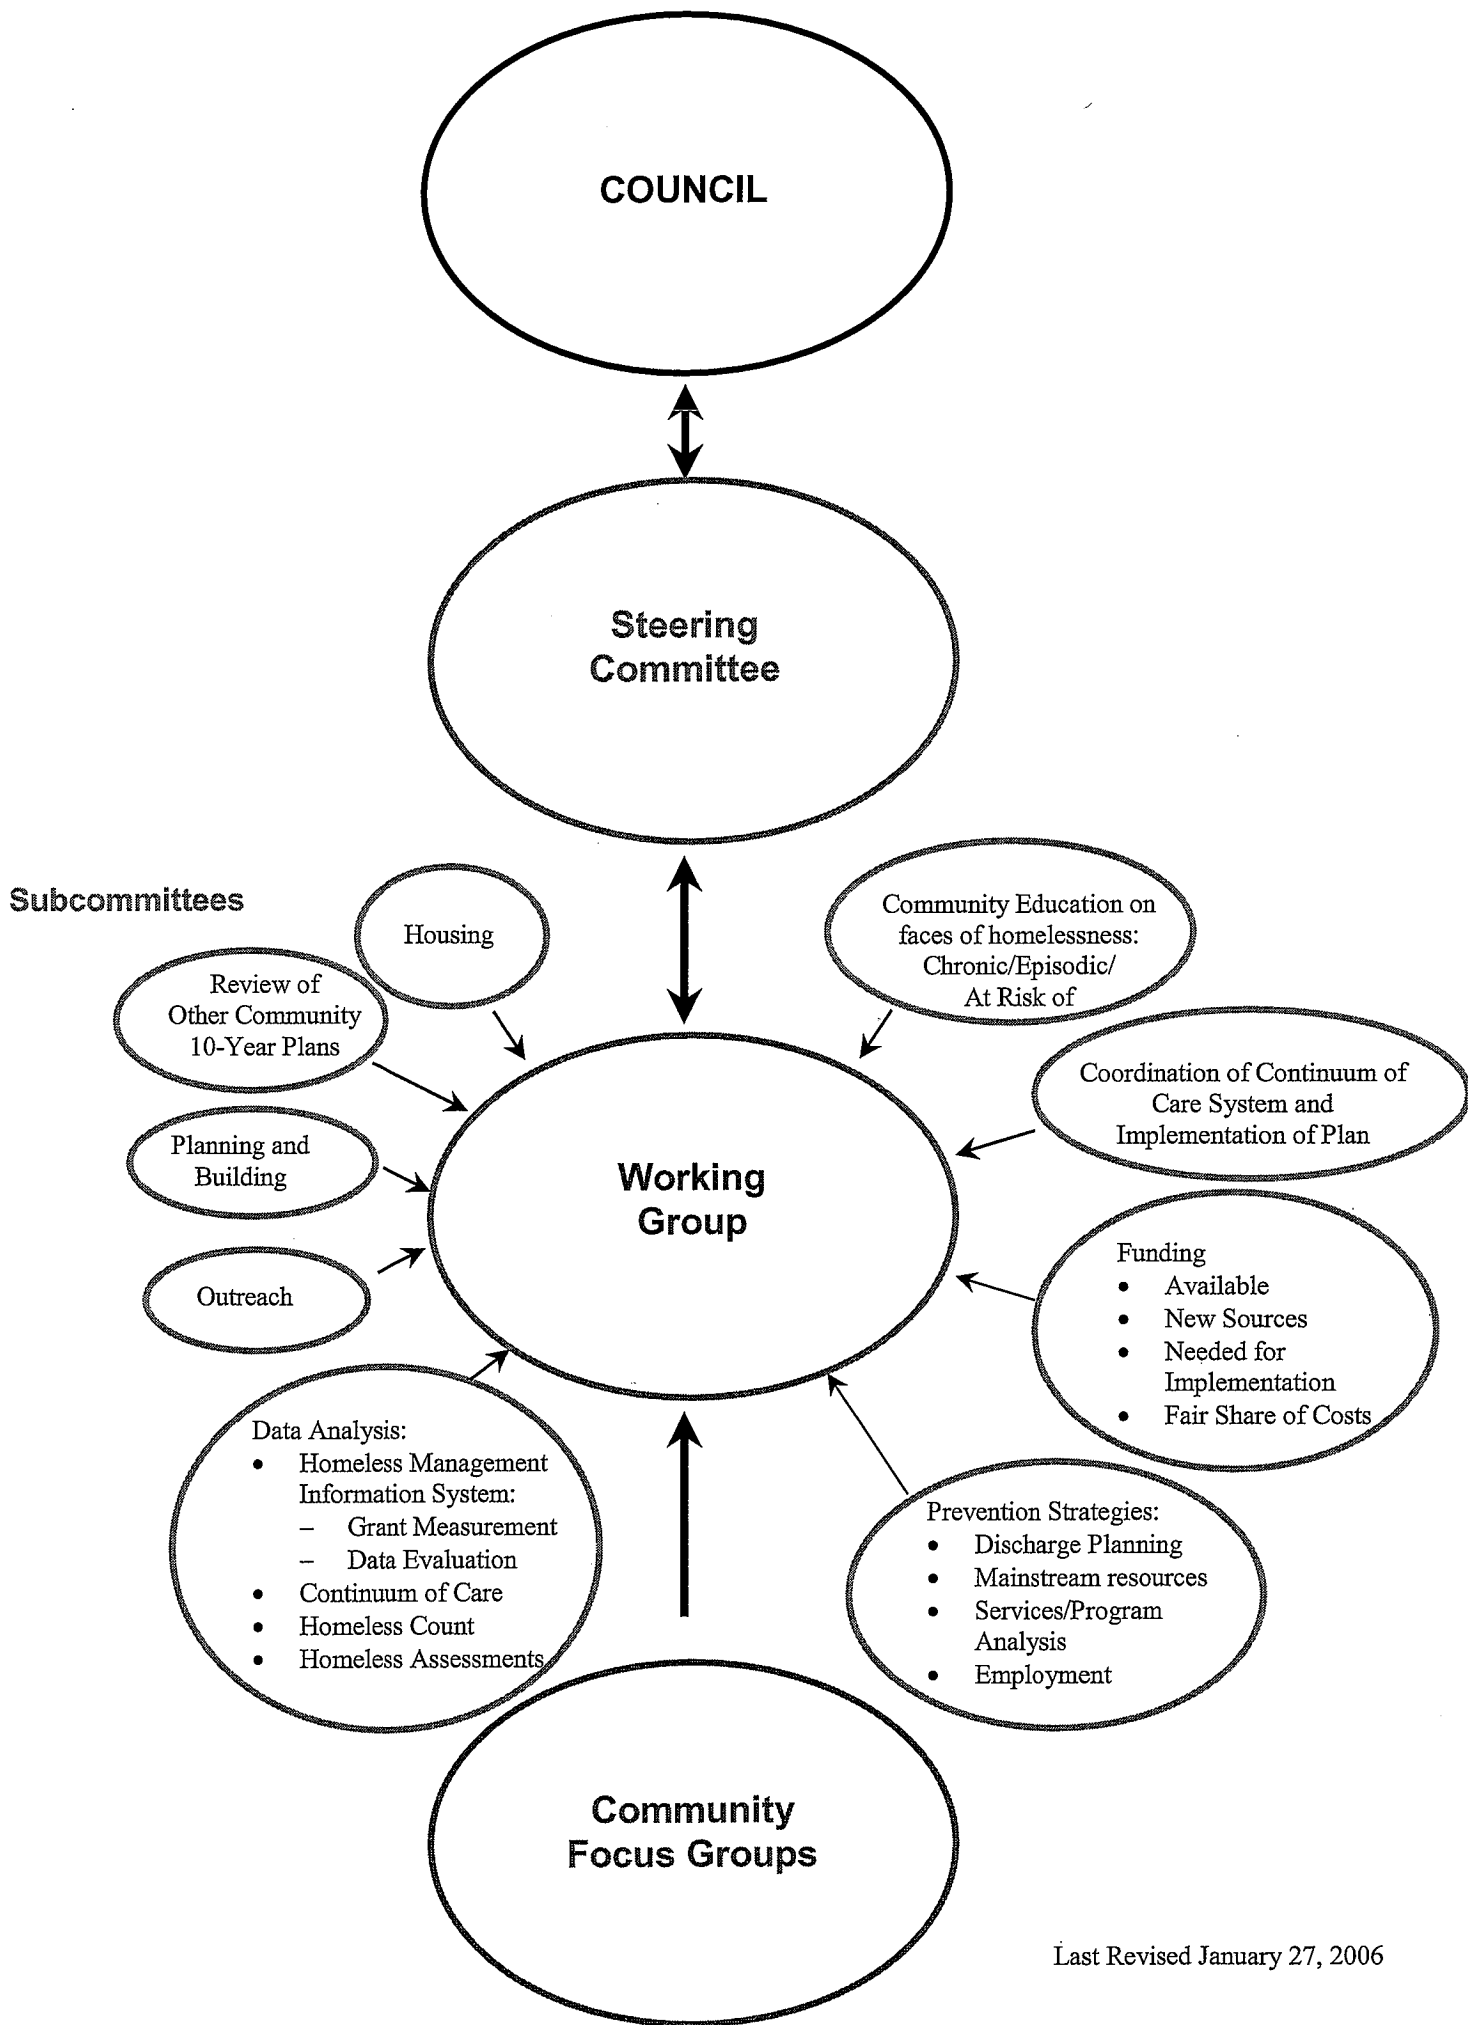 COUNCIL
Steering
Committee
Subcommittees
Housing
Community Education on
faces of homelessness:
Chronic/Episodic/
At Risk of
Review of
Other Community
10-Year Plans
Coordination of Continuum of
Care System and
Implementation of Plan
Planning and
Building
Working
Group
Outreach
Funding
• Available
• New Sources
• Needed for
Implementation
• Fair Share of Costs
Data Analysis:
• Homeless Management
Information System:
– Grant Measurement
– Data Evaluation
• Continuum of Care
• Homeless Count
• Homeless Assessments
Prevention Strategies:
• Discharge Planning
• Mainstream resources
• Services/Program
Analysis
• Employment
Community
Focus Groups
Last Revised January 27, 2006